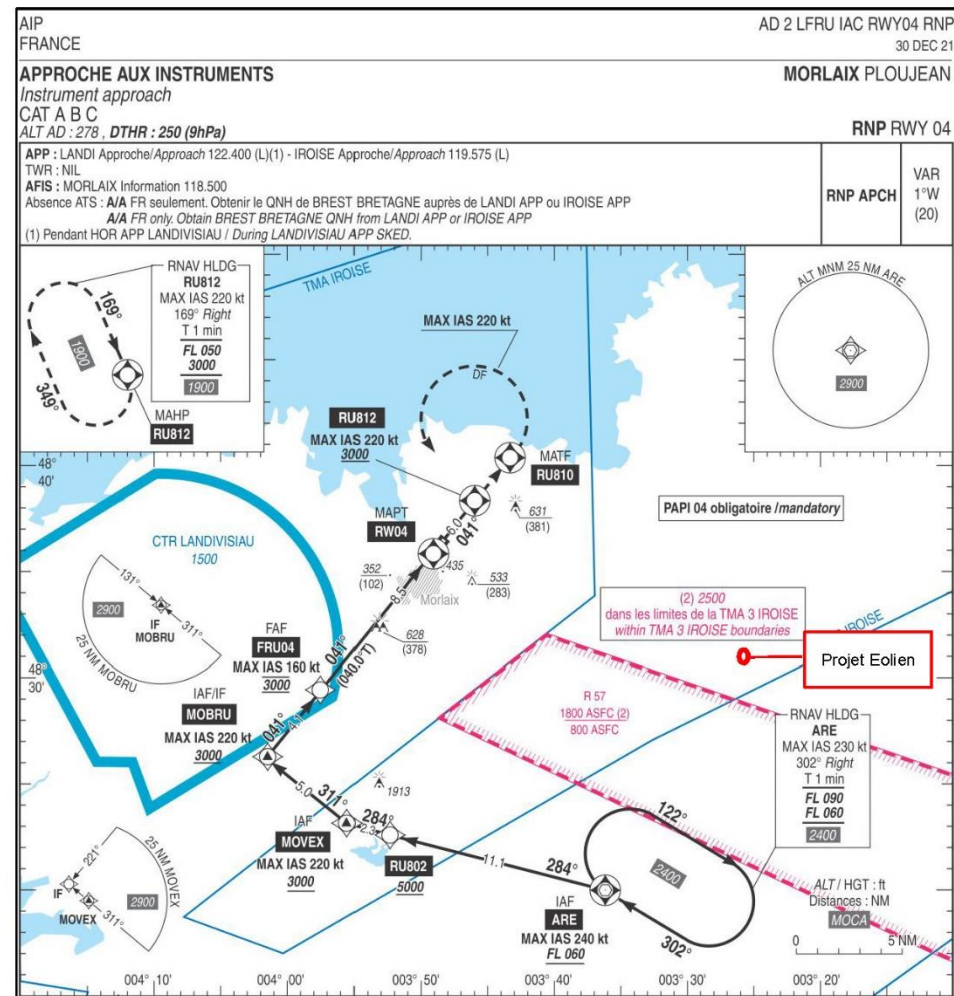 AIP
FRANCE
AD 2 LFRU IAC RWY04 RNP
30 DEC 21
APPROCHE AUX INSTRUMENTS
Instrument approach
CAT A B C
ALT AD : 278 , DTHR : 250 (9hPa)
MORLAIX PLOUJEAN
RNP RWY 04
APP : LANDI Approche/Approach 122.400 (L)(1) - IROISE Approche/Approach 119.575 (L)
TWR : NIL
AFIS : MORLAIX Information 118.500
Absence ATS : A/A FR seulement. Obtenir le QNH de BREST BRETAGNE auprès de LANDI APP ou IROISE APP
A/A FR only. Obtain BREST BRETAGNE QNH from LANDI APP or IROISE APP
(1) Pendant HOR APP LANDIVISIAU / During LANDIVISIAU APP SKED.
RNP APCH
VAR
1°W
(20)
169°
1900
349°
RNAV HLDG
RU812
MAX IAS 220 kt
169° Right
T 1 min
FL 050
3000
1900
MAHP
RU812
TMA IROISE
MAX IAS 220 kt
DF
ALT MNM 25 NM ARE
2900
RU812
MAX IAS 220 kt
3000
MATF
RU810
48°
40'
MAPT
RW04
6.0
041°
631
(381)
PAPI 04 obligatoire /mandatory
CTR LANDIVISIAU
1500
352
(102)
435
533
(283)
Morlaix
8.5
131°
2900
IF
MOBRU
311°
25 NM MOBRU
628
(378)
(2) 2500
dans les limites de la TMA 3 IROISE
within TMA 3 IROISE boundaries
IROISE
FAF
FRU04
MAX IAS 160 kt
3000
041°
(040.0°T)
Projet Eolien
48°
30'
IAF/IF
MOBRU
MAX IAS 220 kt
3000
041°
4.1
R 57
1800 ASFC (2)
800 ASFC
RNAV HLDG
ARE
MAX IAS 230 kt
302° Right
T 1 min
FL 090
FL 060
2400
1913
5.0
311°
284°
2.3
IAF
MOVEX
MAX IAS 220 kt
3000
RU802
5000
11.1
284°
122°
2400
302°
IAF
ARE
MAX IAS 240 kt
FL 060
221°
IF
MOVEX
311°
2900
25 NM MOVEX
ALT / HGT : ft
Distances : NM
MOCA
0
5 NM
004° 10'
004° 00'
003° 50'
003° 40'
003° 30'
003° 20'